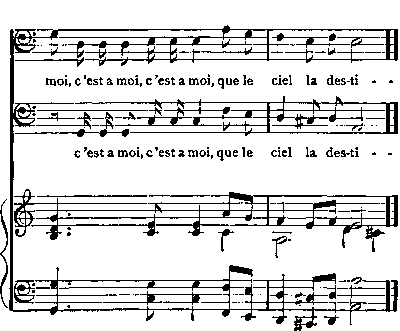 moi, c'est a moi, c'est a moi, que le ciel la des-ti - -
c'est a moi, c'est a moi, que le ciel la des-ti - -